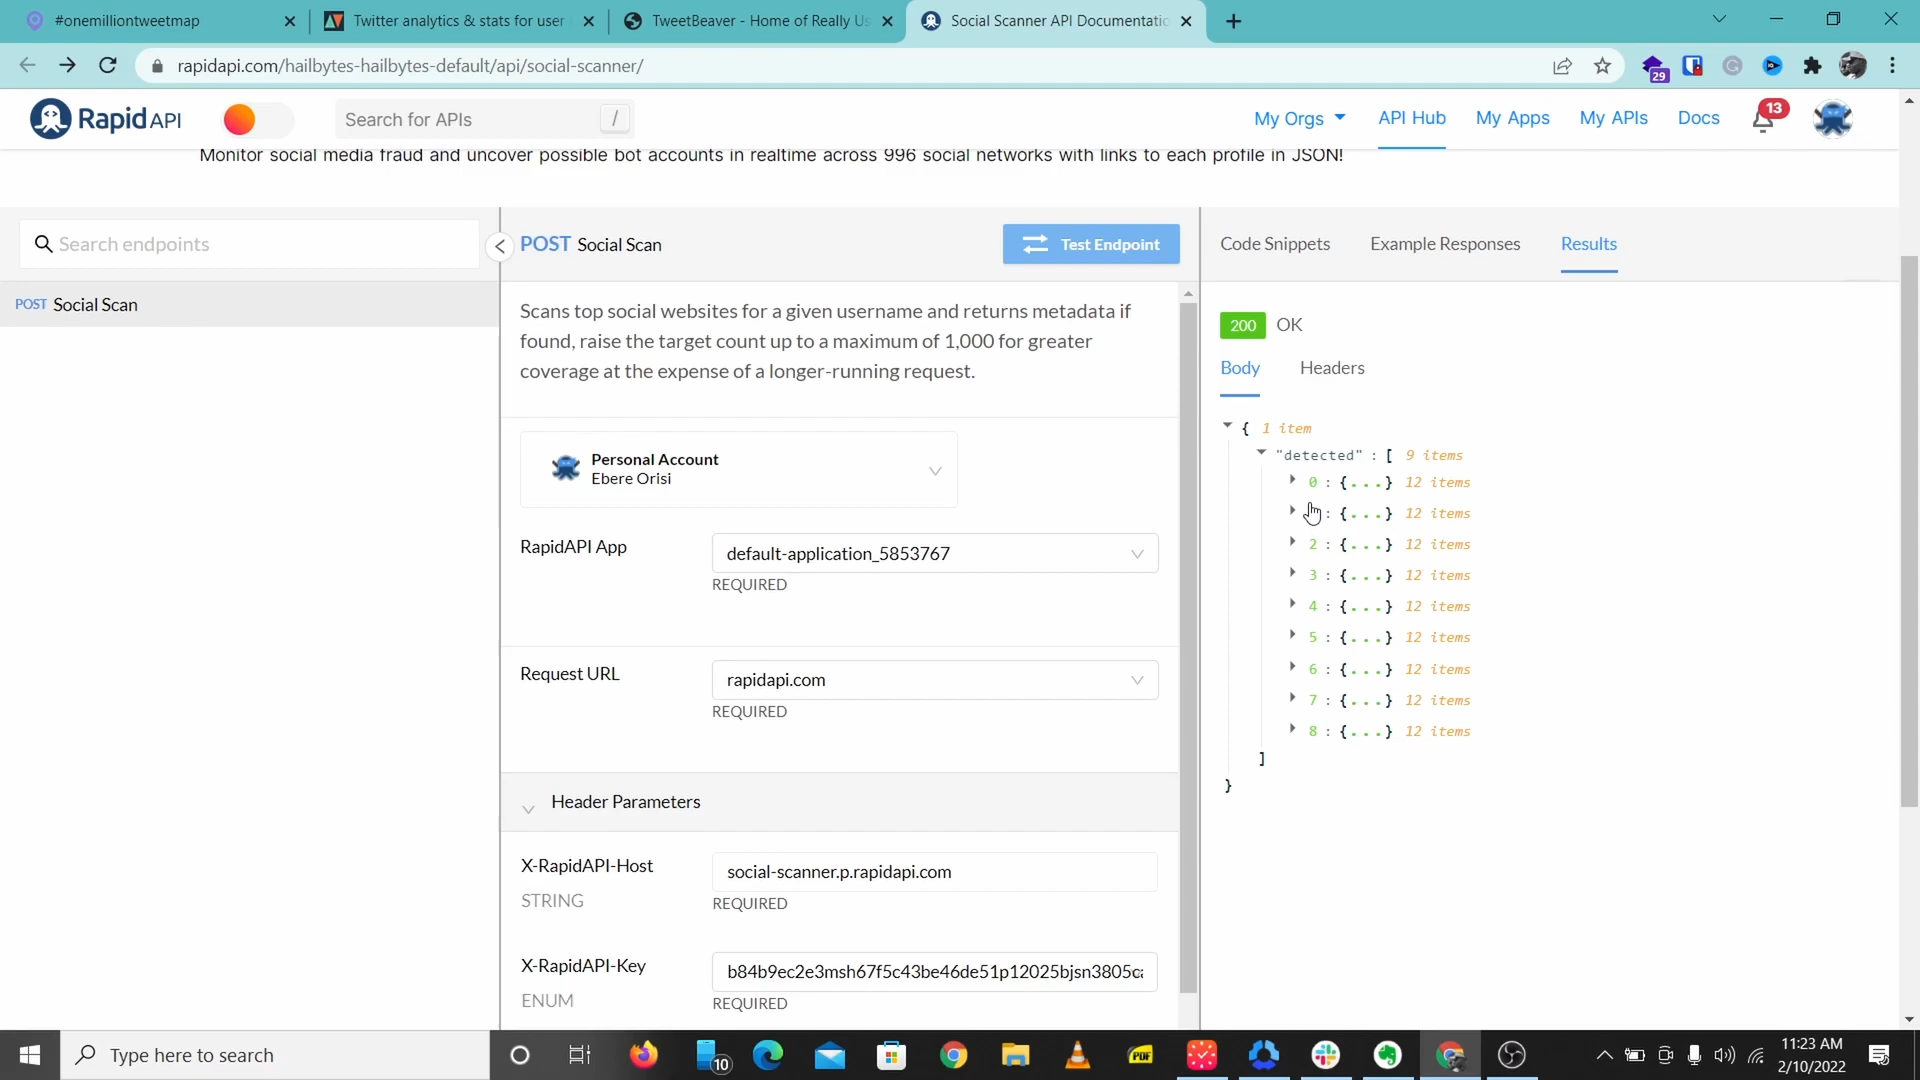 #onemilliontweetmap
Twitter analytics & stats for user
TweetBeaver - Home of Really Us
Social Scanner API Documentatio
rapidapi.com/hailbytes-hailbytes-default/api/social-scanner/
29
Rapid API
Search for APIs
/
My Orgs
API Hub
My Apps
My APIs
Docs
13
Monitor social media fraud and uncover possible bot accounts in realtime across 996 social networks with links to each profile in JSON!
Search endpoints
POST Social Scan
POST Social Scan
Test Endpoint
Scans top social websites for a given username and returns metadata if
found, raise the target count up to a maximum of 1,000 for greater
coverage at the expense of a longer-running request.
Personal Account
Ebere Orisi
RapidAPI App
default-application_5853767
REQUIRED
Request URL
rapidapi.com
REQUIRED
Header Parameters
X-RapidAPI-Host
STRING
social-scanner.p.rapidapi.com
REQUIRED
X-RapidAPI-Key
ENUM
b84b9ec2e3msh67f5c43be46de51p12025bjsn3805c
REQUIRED
Code Snippets
Example Responses
Results
200 OK
Body
Headers
{ 1 item
"detected" : [ 9 items
0 : {...} 12 items
: {...} 12 items
2 : {...} 12 items
3 : {...} 12 items
4 : {...} 12 items
5 : {...} 12 items
6 : {...} 12 items
7 : {...} 12 items
8 : {...} 12 items
]
}
Type here to search
10
PDF
11:23 AM
2/10/2022